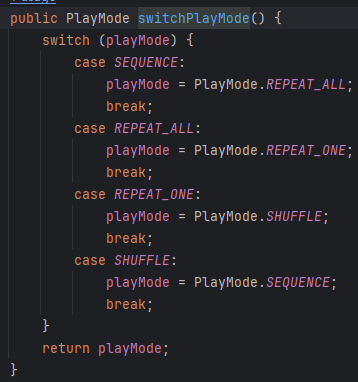 public PlayMode switchPlayMode() {
    switch (playMode) {
        case SEQUENCE:
            playMode = PlayMode.REPEAT_ALL;
            break;
        case REPEAT_ALL:
            playMode = PlayMode.REPEAT_ONE;
            break;
        case REPEAT_ONE:
            playMode = PlayMode.SHUFFLE;
            break;
        case SHUFFLE:
            playMode = PlayMode.SEQUENCE;
            break;
    }
    return playMode;
}